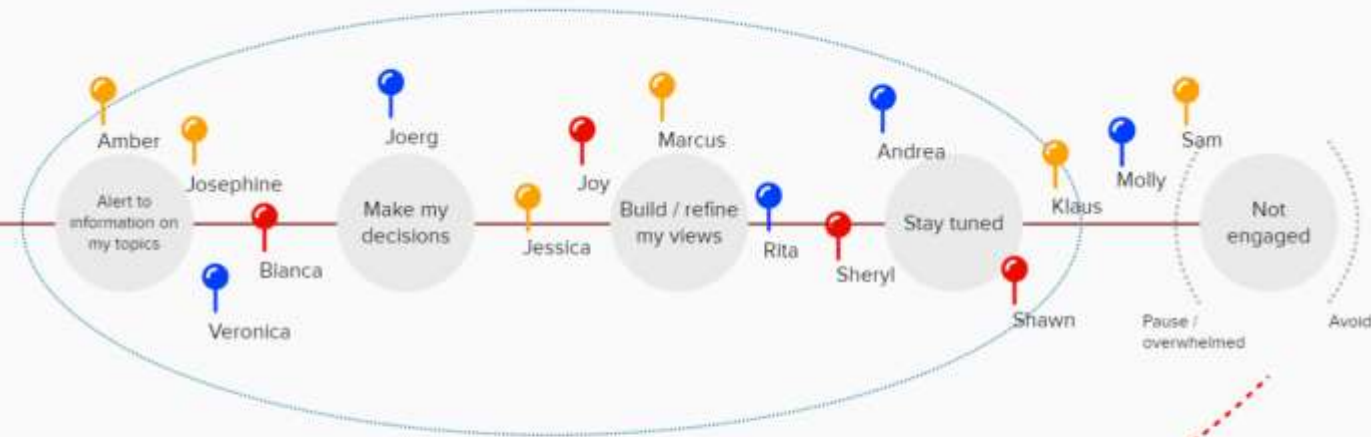 Amber
Josephine
Alert to
information on
my topics
Bianca
Veronica
Joerg
Make my
decisions
Jessica
Joy
Marcus
Build / refine
my views
Rita
Sheryl
Andrea
Stay tuned
Shawn
Klaus
Molly
Sam
Not
engaged
Pause /
overwhelmed
Avoid